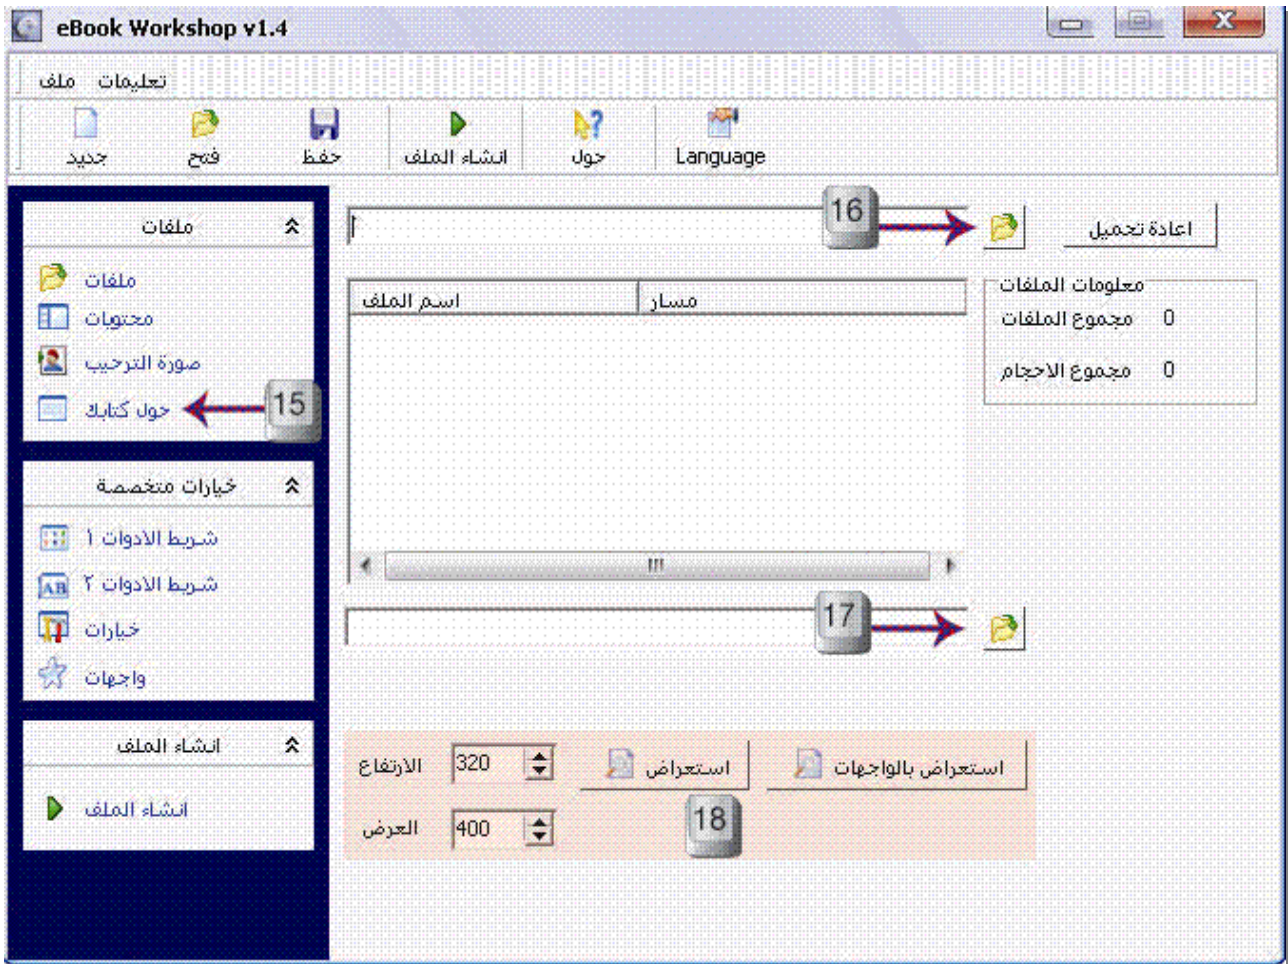 eBook Workshop v1.4
ملف تعليمات
جديد فتح حفظ انشاء الملف حول Language
ملفات
ملفات
محتويات
صورة الترحيب
حول كتابك
15
خيارات متخصصة
شريط الادوات ١
شريط الادوات ٢
خيارات
واجهات
انشاء الملف
انشاء الملف
16
اعادة تحميل
اسم الملف مسار
معلومات الملفات
مجموع الملفات 0
مجموع الاحجام 0
17
الارتفاع 320 استعراض استعراض بالواجهات
العرض 400
18